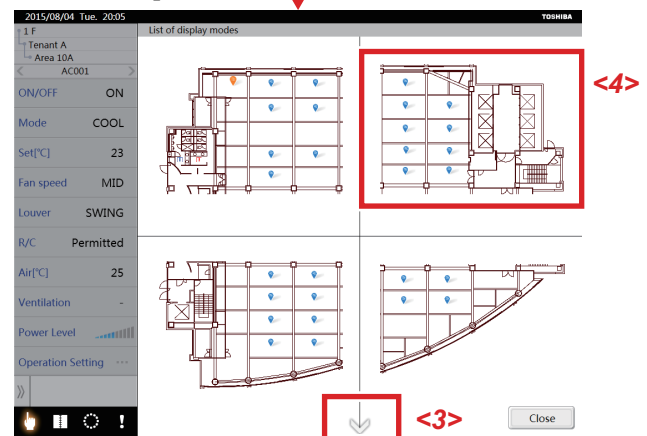 2015/08/04 Tue. 20:05
TOSHIBA
1 F
Tenant A
Area 10A
< AC001 >
List of display modes
ON/OFF ON
Mode COOL
Set[°C] 23
Fan speed MID
Louver SWING
R/C Permitted
Air[°C] 25
Ventilation -
Power Level
Operation Setting ···
<4>
<3>
Close